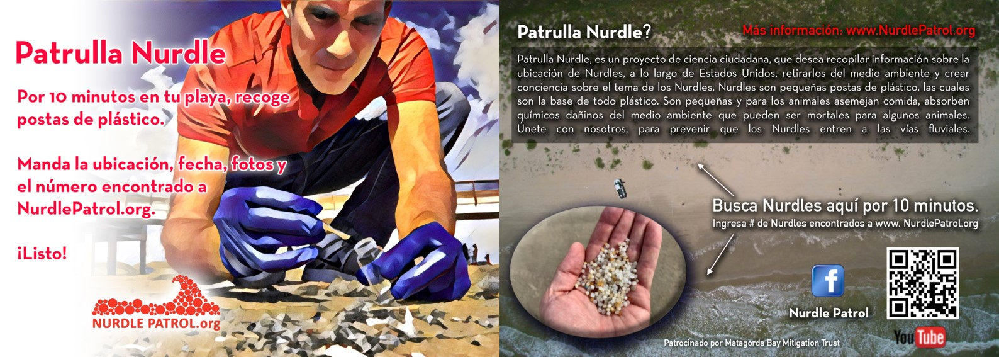 Patrulla Nurdle
Por 10 minutos en tu playa, recoge
postas de plástico.
Manda la ubicación, fecha, fotos y
el número encontrado a
NurdlePatrol.org.
¡Listo!
NURDLE PATROL.org
Patrulla Nurdle?
Más información: www.NurdlePatrol.org
Patrulla Nurdle, es un proyecto de ciencia ciudadana, que desea recopilar información sobre la
ubicación de Nurdles, a lo largo de Estados Unidos, retirarlos del medio ambiente y crear
conciencia sobre el tema de los Nurdles. Nurdles son pequeñas postas de plástico, las cuales
son la base de todo plástico. Son pequeñas y para los animales asemejan comida, absorben
químicos dañinos del medio ambiente que pueden ser mortales para algunos animales.
Únete con nosotros, para prevenir que los Nurdles entren a las vías fluviales.
Busca Nurdles aquí por 10 minutos.
Ingresa # de Nurdles encontrados a www. NurdlePatrol.org
f
Nurdle Patrol
YouTube
Patrocinado por Matagorda Bay Mitigation Trust